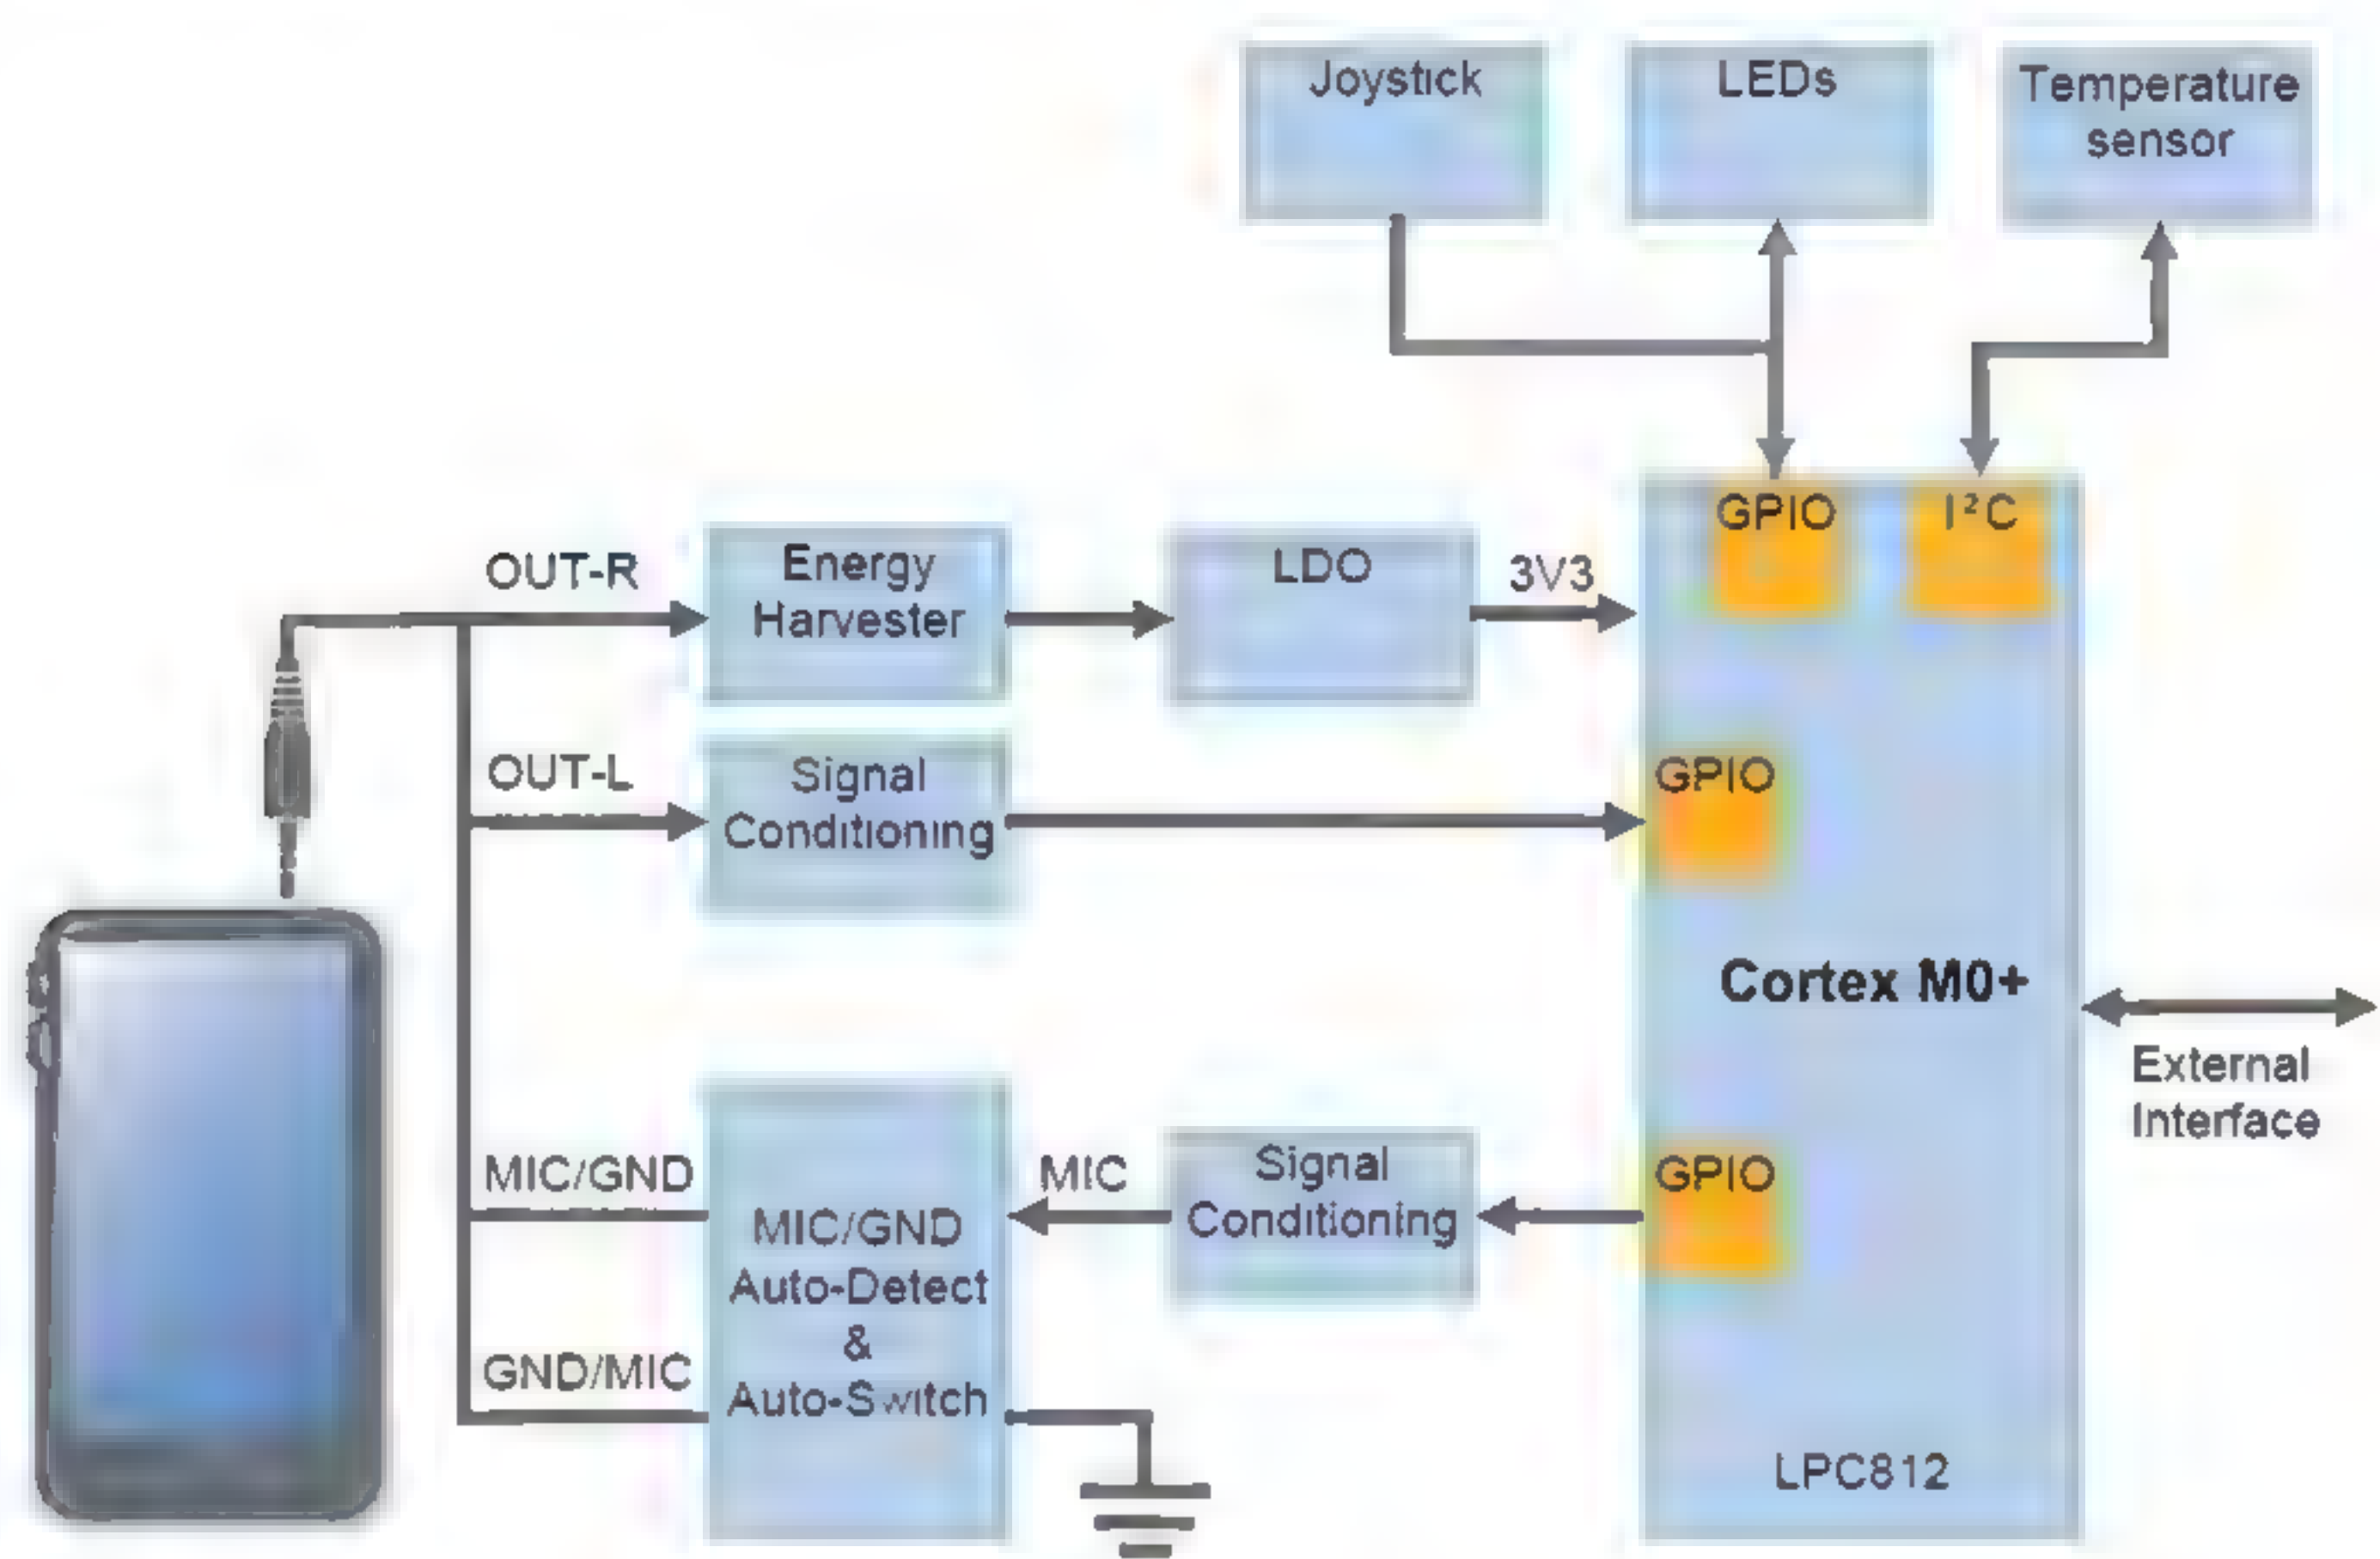 Joystick
LEDs
Temperature
sensor
GPIO
I²C
OUT-R
Energy
Harvester
LDO
3V3
OUT-L
Signal
Conditioning
GPIO
Cortex M0+
External
Interface
MIC/GND
MIC/GND
Auto-Detect
&
Auto-Switch
MIC
Signal
Conditioning
GPIO
GND/MIC
LPC812